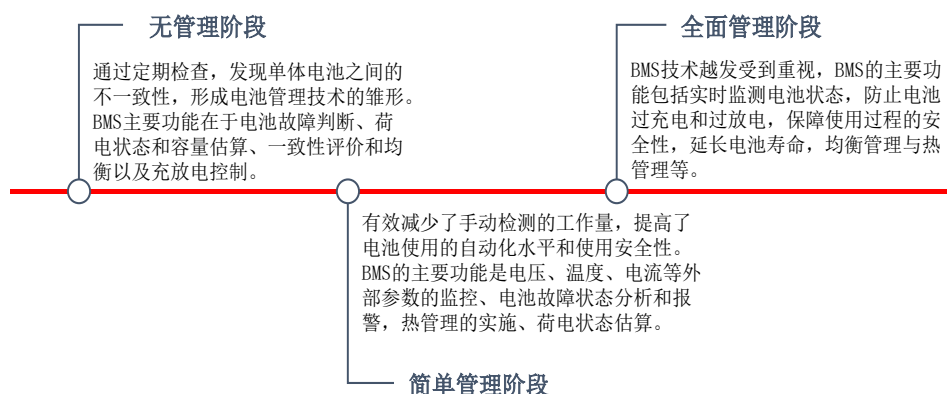 无管理阶段
通过定期检查，发现单体电池之间的
不一致性，形成电池管理技术的雏形。
BMS主要功能在于电池故障判断、荷
电状态和容量估算、一致性评价和均
衡以及充放电控制。
全面管理阶段
BMS技术越发受到重视，BMS的主要功
能包括实时监测电池状态，防止电池
过充电和过放电，保障使用过程的安
全性，延长电池寿命，均衡管理与热
管理等。
有效减少了手动检测的工作量，提高了
电池使用的自动化水平和使用安全性。
BMS的主要功能是电压、温度、电流等外
部参数的监控、电池故障状态分析和报
警，热管理的实施、荷电状态估算。
简单管理阶段